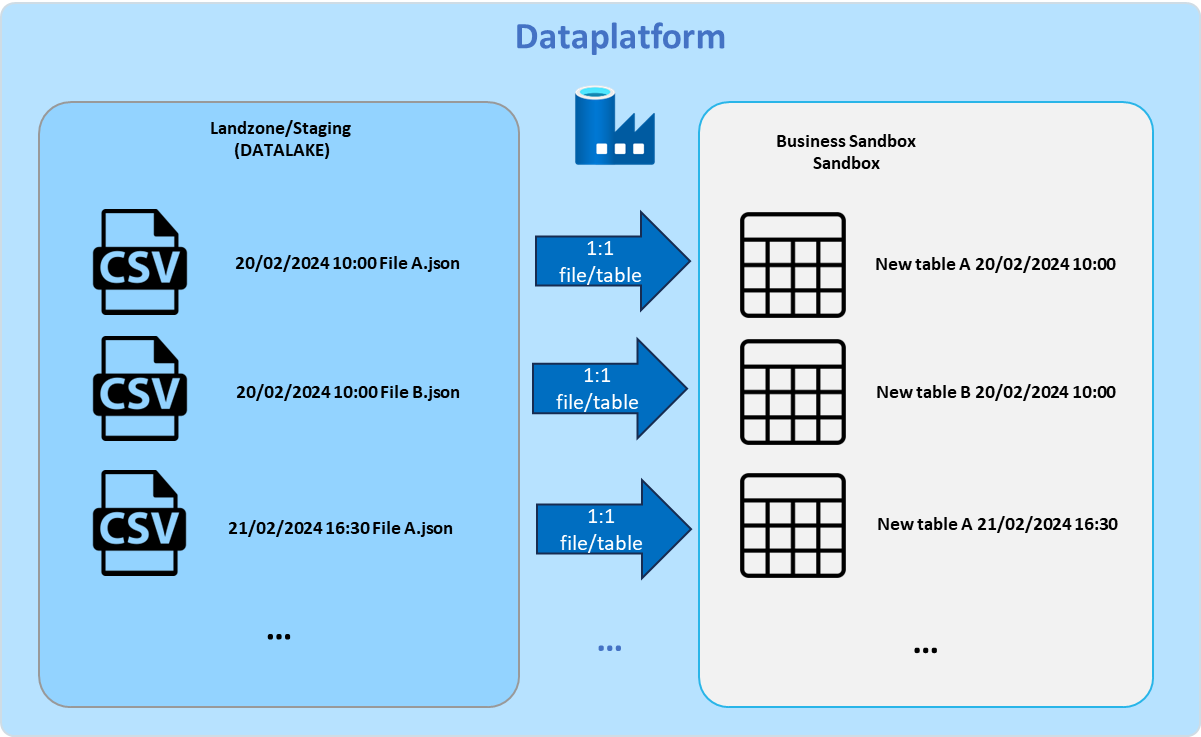 Dataplatform
Landzone/Staging
(DATALAKE)
Business Sandbox
Sandbox
CSV
20/02/2024 10:00 File A.json
1:1
file/table
New table A 20/02/2024 10:00
CSV
20/02/2024 10:00 File B.json
1:1
file/table
New table B 20/02/2024 10:00
CSV
21/02/2024 16:30 File A.json
1:1
file/table
New table A 21/02/2024 16:30
...
...
...